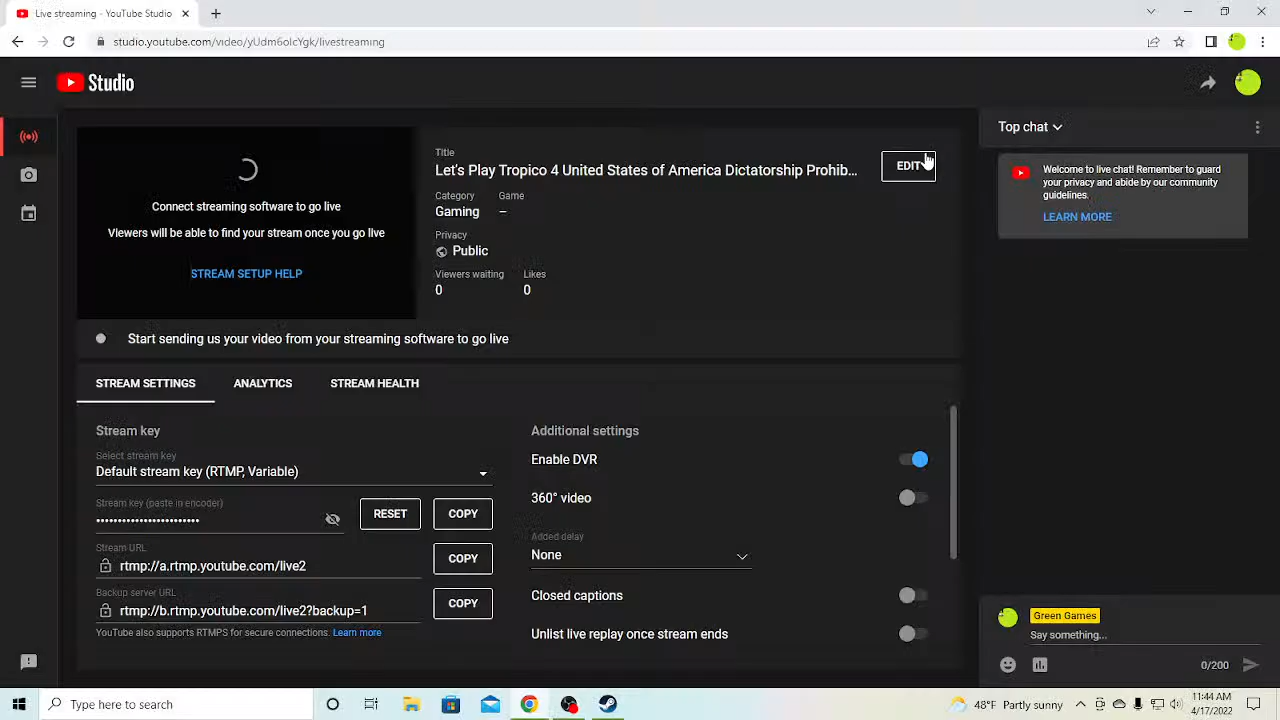 Live streaming - YouTube Studio
studio.youtube.com/video/yUdm6olcYgk/livestreaming
Studio
Connect streaming software to go live
Viewers will be able to find your stream once you go live
STREAM SETUP HELP
Title
Let's Play Tropico 4 United States of America Dictatorship Prohib...
EDIT
Category Game
Gaming –
Privacy
Public
Viewers waiting Likes
0 0
Start sending us your video from your streaming software to go live
STREAM SETTINGS ANALYTICS STREAM HEALTH
Stream key
Select stream key
Default stream key (RTMP, Variable)
Stream key (paste in encoder)
••••••••••••••••••••••••
RESET COPY
Stream URL
rtmp://a.rtmp.youtube.com/live2
COPY
Backup server URL
rtmp://b.rtmp.youtube.com/live2?backup=1
COPY
YouTube also supports RTMPS for secure connections. Learn more
Additional settings
Enable DVR
360° video
Added delay
None
Closed captions
Unlist live replay once stream ends
Top chat
Welcome to live chat! Remember to guard
your privacy and abide by our community
guidelines.
LEARN MORE
Green Games
Say something...
0/200
Type here to search
48°F Partly sunny
11:44 AM
4/17/2022